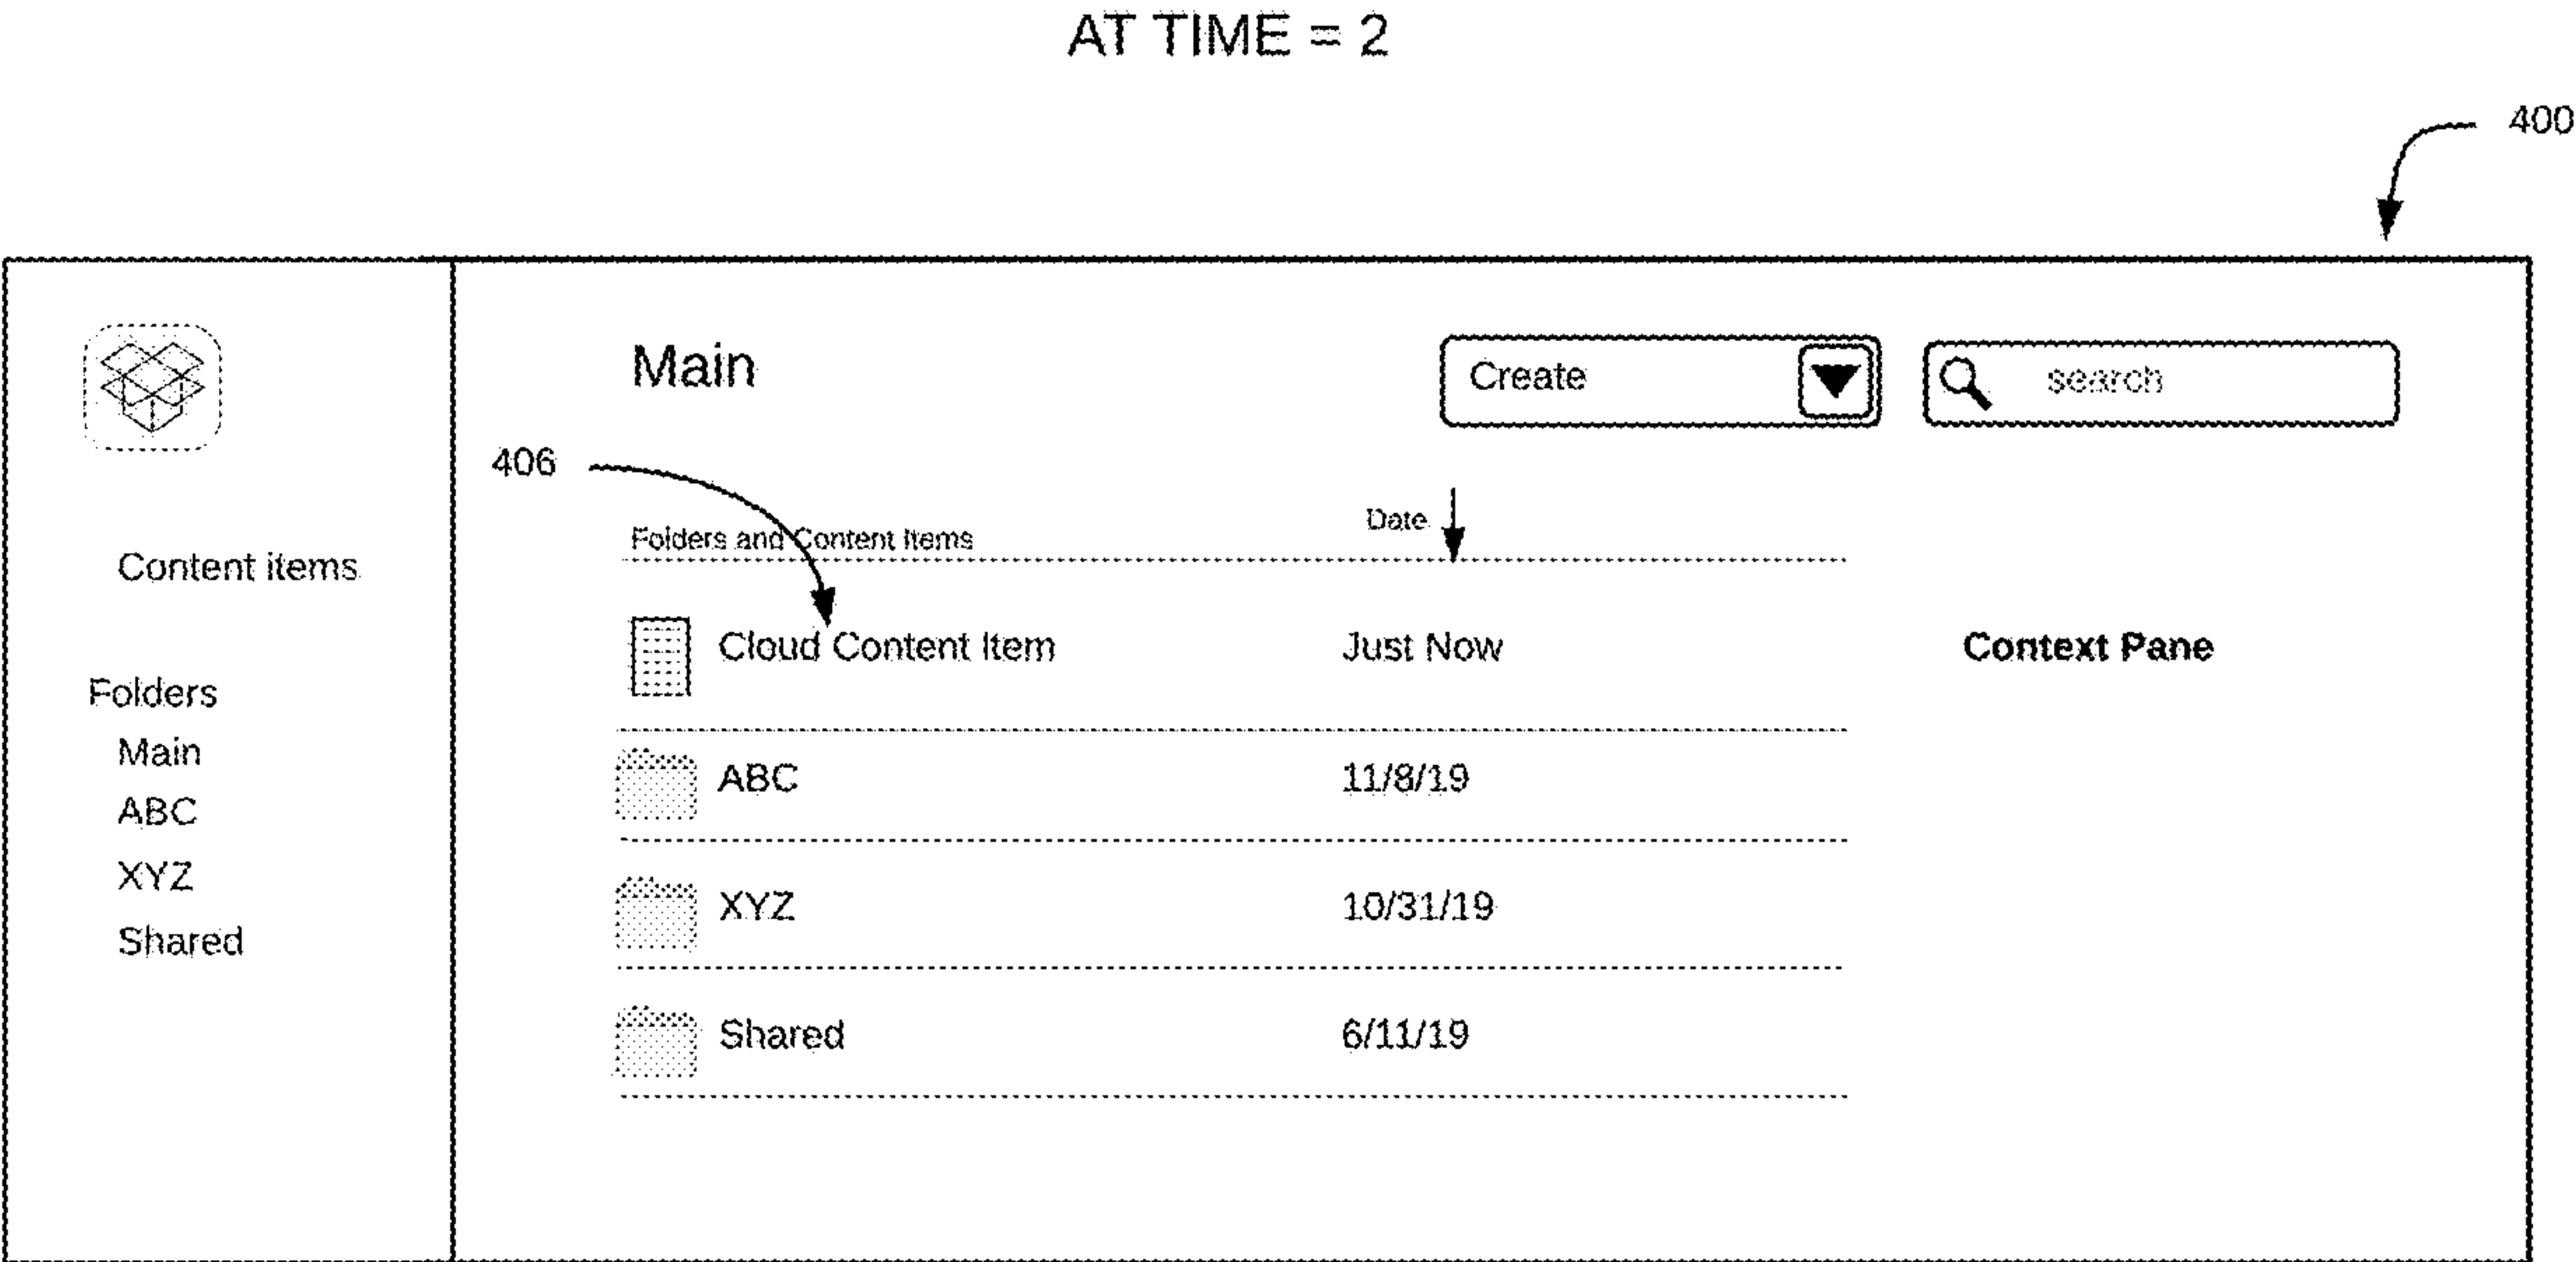 AT TIME = 2
400
Main
Create
search
406
Date
Folders and Content Items
Content items
Cloud Content Item
Just Now
Context Pane
Folders
Main
ABC
11/8/19
ABC
XYZ
XYZ
10/31/19
Shared
Shared
6/11/19